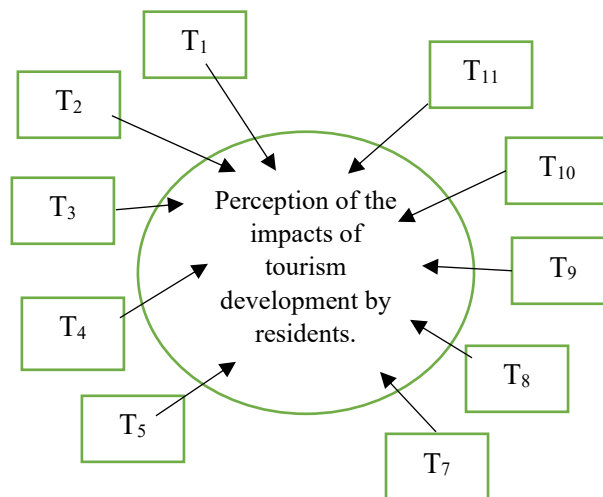 T₁
T₂
T₃
T₄
T₅
T₁₁
T₁₀
T₉
T₈
T₇
Perception of the
impacts of
tourism
development by
residents.